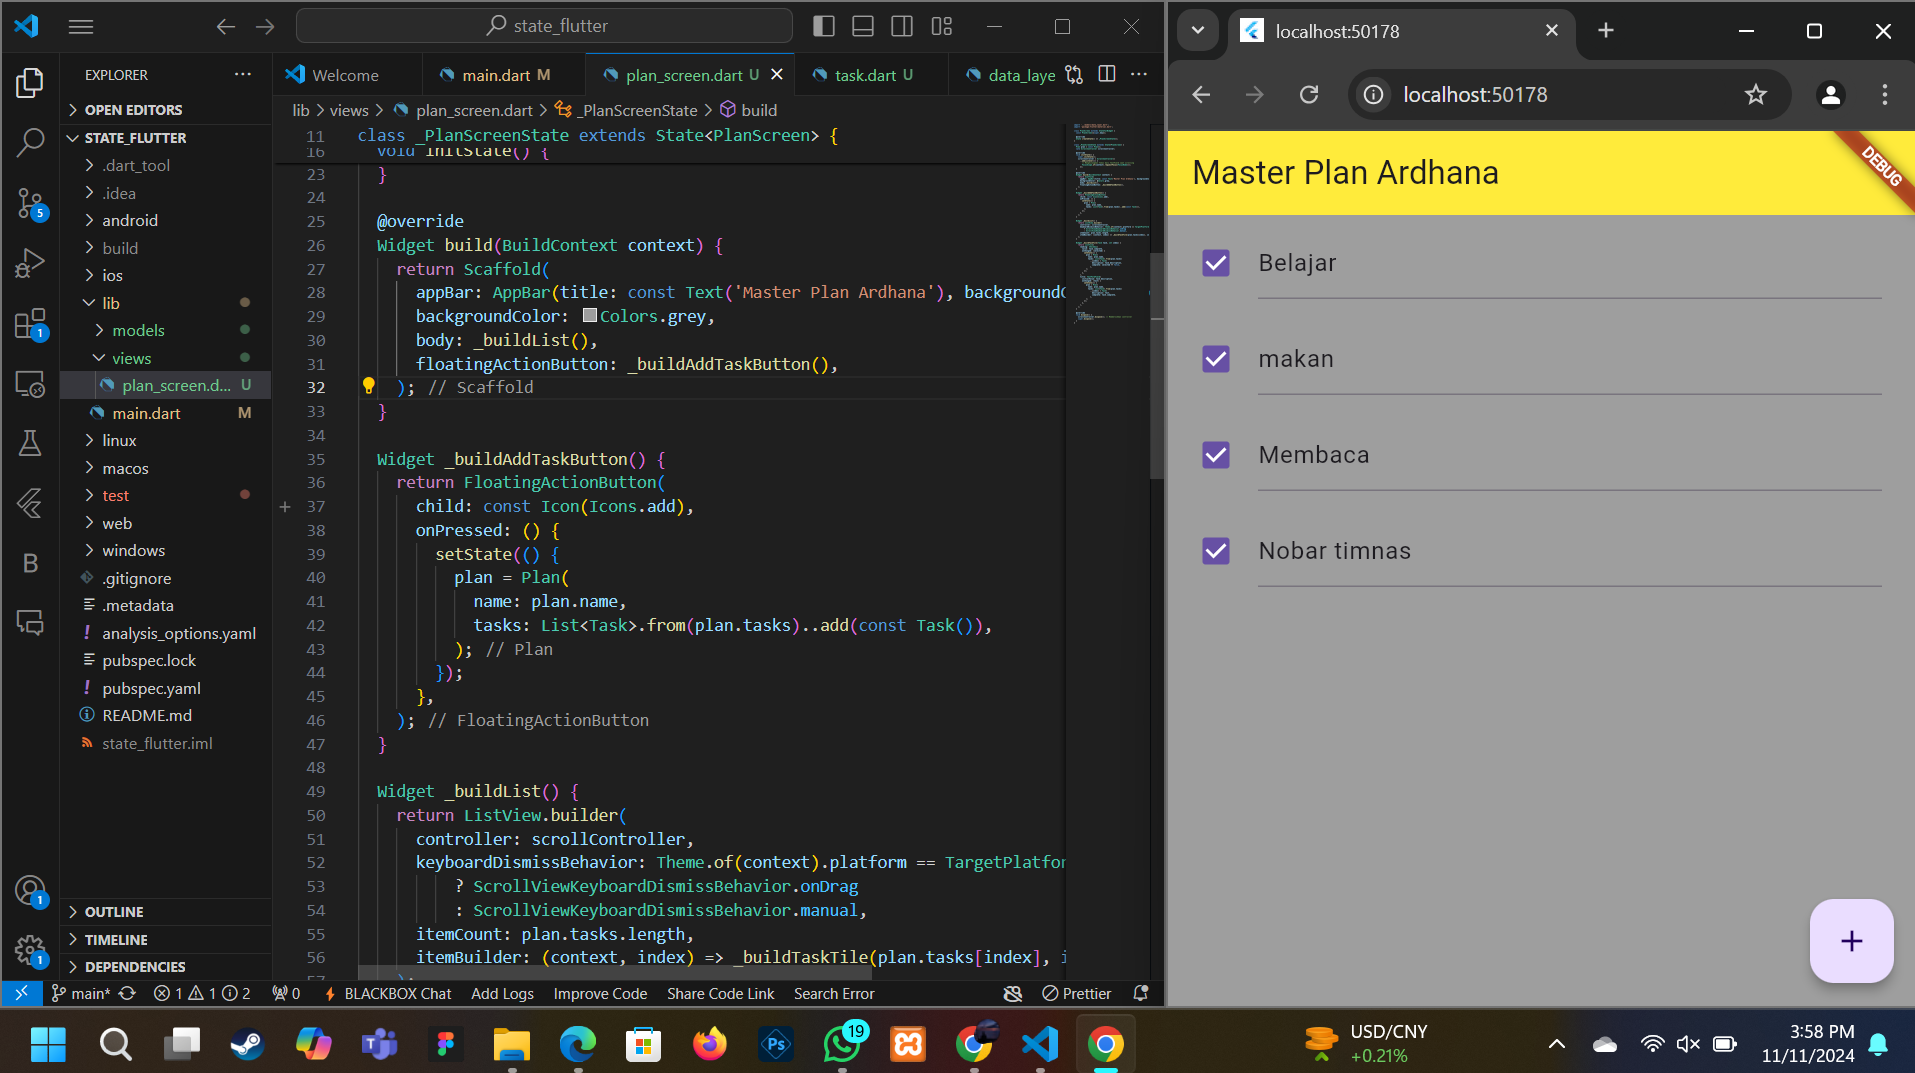 state_flutter
EXPLORER
OPEN EDITORS
STATE_FLUTTER
.dart_tool
.idea
android
build
ios
lib
models
views
plan_screen.d... U
main.dart M
linux
macos
test
web
windows
.gitignore
.metadata
analysis_options.yaml
pubspec.lock
pubspec.yaml
README.md
state_flutter.iml
OUTLINE
TIMELINE
DEPENDENCIES
5
1
1
1
B
Welcome
main.dart M
plan_screen.dart U
task.dart U
data_laye
lib > views > plan_screen.dart > _PlanScreenState > build
11 class _PlanScreenState extends State<PlanScreen> {
16 void initState() {
23 }
24
25 @override
26 Widget build(BuildContext context) {
27 return Scaffold(
28 appBar: AppBar(title: const Text('Master Plan Ardhana'), background
29 backgroundColor: Colors.grey,
30 body: _buildList(),
31 floatingActionButton: _buildAddTaskButton(),
32 ); // Scaffold
33 }
34
35 Widget _buildAddTaskButton() {
36 return FloatingActionButton(
37 child: const Icon(Icons.add),
38 onPressed: () {
39 setState(() {
40 plan = Plan(
41 name: plan.name,
42 tasks: List<Task>.from(plan.tasks)..add(const Task()),
43 ); // Plan
44 });
45 },
46 ); // FloatingActionButton
47 }
48
49 Widget _buildList() {
50 return ListView.builder(
51 controller: scrollController,
52 keyboardDismissBehavior: Theme.of(context).platform == TargetPlatfor
53 ? ScrollViewKeyboardDismissBehavior.onDrag
54 : ScrollViewKeyboardDismissBehavior.manual,
55 itemCount: plan.tasks.length,
56 itemBuilder: (context, index) => _buildTaskTile(plan.tasks[index], i
57 );
main* 1 1 2 0 BLACKBOX Chat Add Logs Improve Code Share Code Link Search Error Prettier
localhost:50178
localhost:50178
Master Plan Ardhana
DEBUG
Belajar
makan
Membaca
Nobar timnas
+
Ps
19
USD/CNY
+0.21%
3:58 PM
11/11/2024